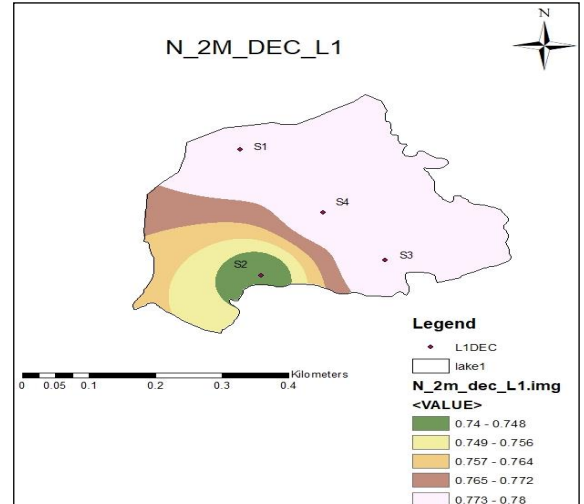 N
N_2M_DEC_L1
S1
S4
S3
S2
Legend
L1DEC
lake1
Kilometers
0 0.05 0.1 0.2 0.3 0.4
N_2m_dec_L1.img
<VALUE>
0.74 - 0.748
0.749 - 0.756
0.757 - 0.764
0.765 - 0.772
0.773 - 0.78